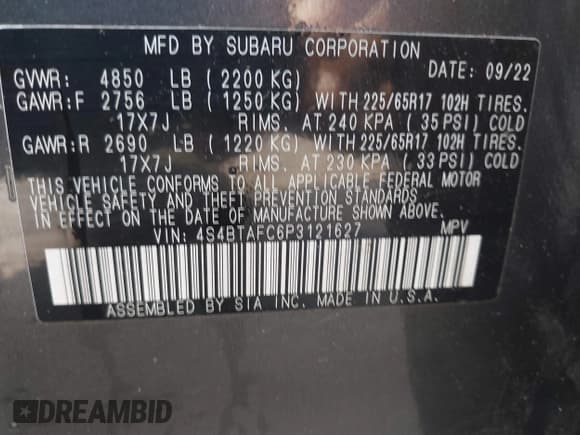 MFD BY SUBARU CORPORATION
DATE: 09/22
GVWR: 4850 LB (2200 KG)
GAWR:F 2756 LB (1250 KG) WITH 225/65R17 102H TIRES.
17X7J RIMS. AT 240 KPA (35 PSI) COLD
GAWR:R 2690 LB (1220 KG) WITH 225/65R17 102H TIRES.
17X7J RIMS. AT 230 KPA (33 PSI) COLD
THIS VEHICLE CONFORMS TO ALL APPLICABLE FEDERAL MOTOR
VEHICLE SAFETY AND THEFT PREVENTION STANDARDS
IN EFFECT ON THE DATE OF MANUFACTURE SHOWN ABOVE.
VIN: 4S4BTAFC6P3121627 MPV
ASSEMBLED BY SIA INC. MADE IN U.S.A.
DREAMBID